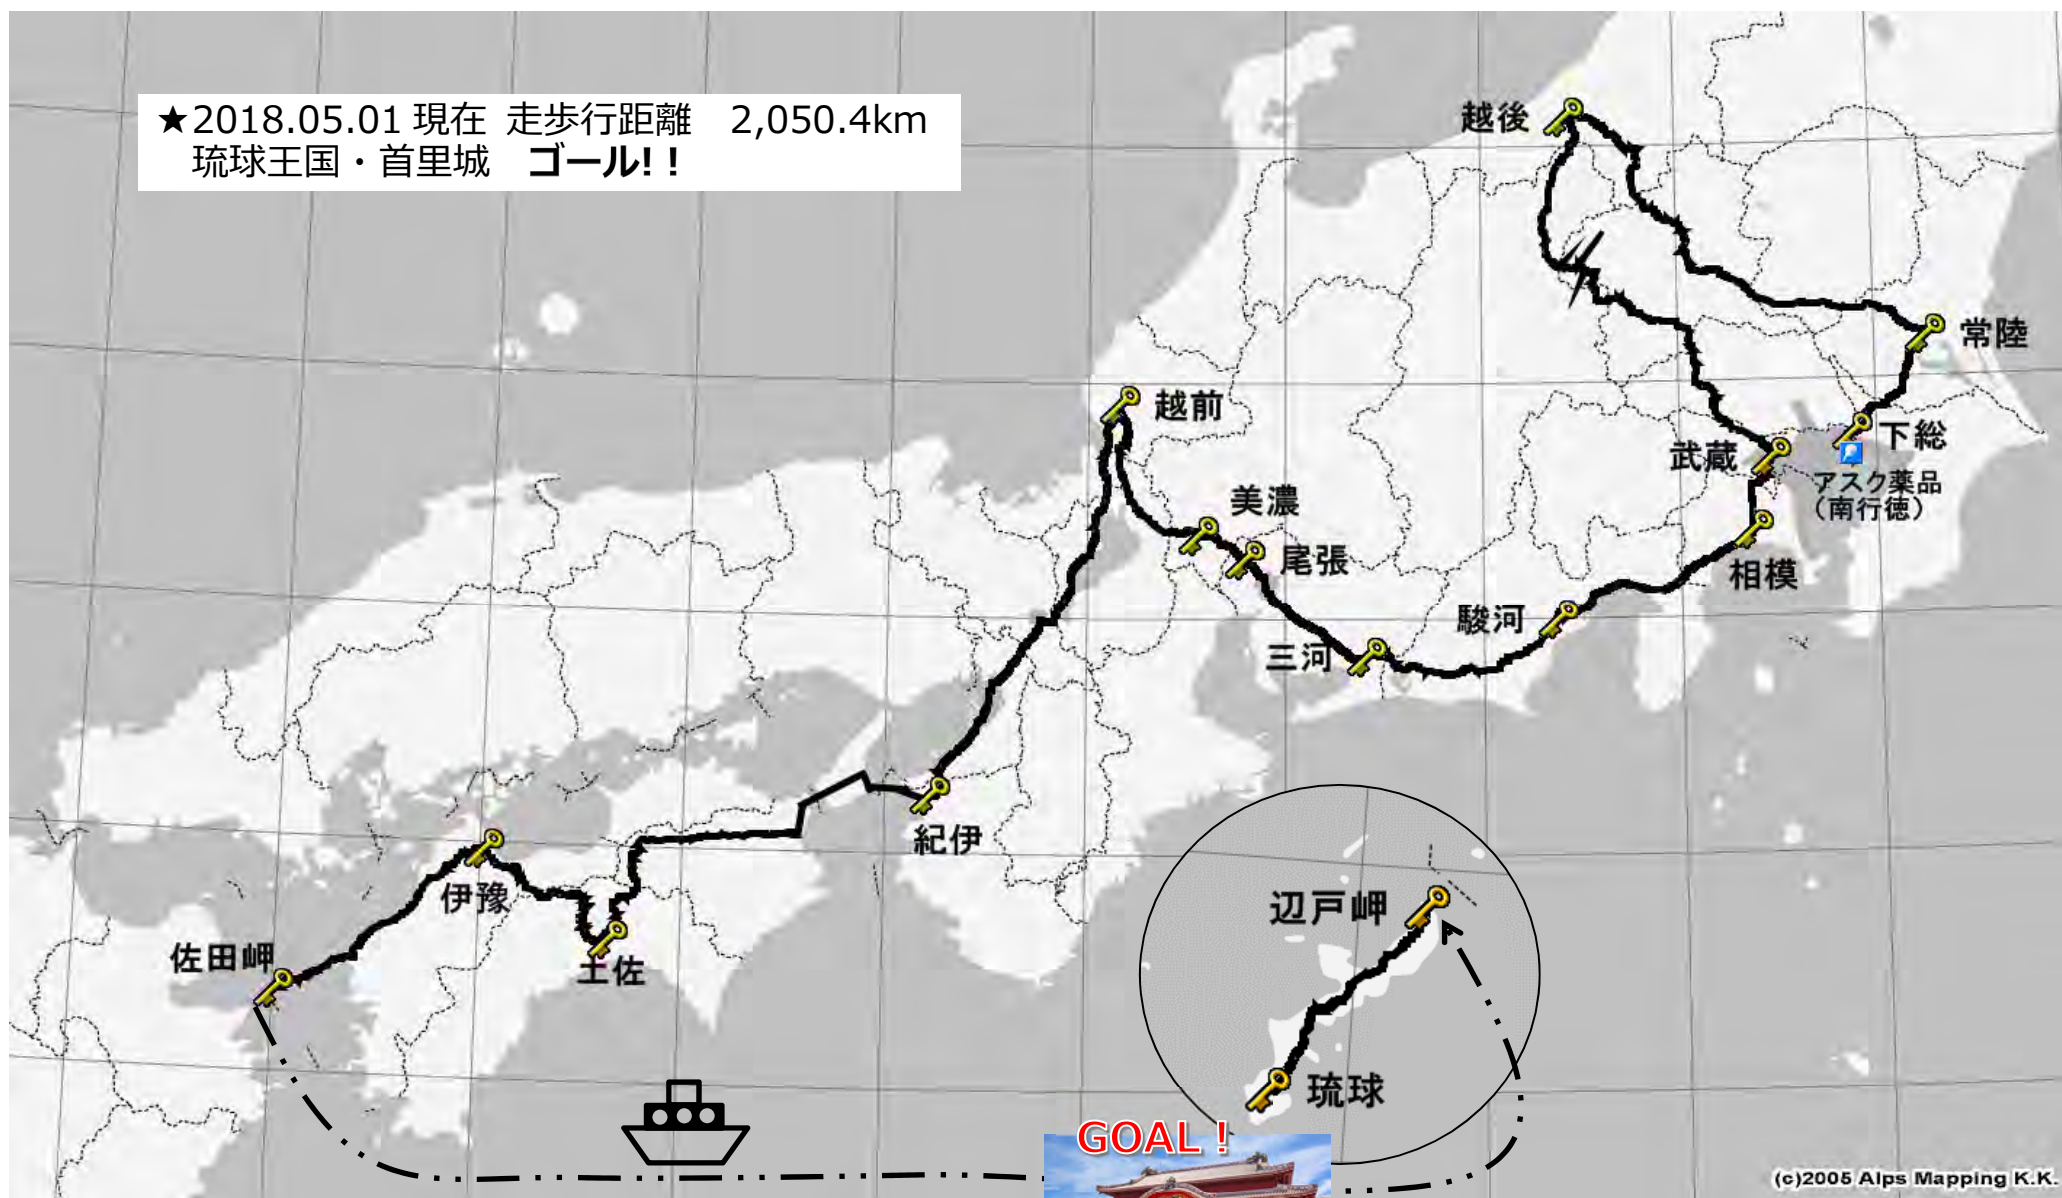 ★2018.05.01 現在 走歩行距離 2,050.4km
琉球王国・首里城 ゴール!!
越後
常陸
越前
下総
武蔵
アスク薬品
(南行徳)
美濃
尾張
相模
駿河
三河
紀伊
伊豫
辺戸岬
佐田岬
土佐
琉球
GOAL!
(c)2005 Alps Mapping K.K.